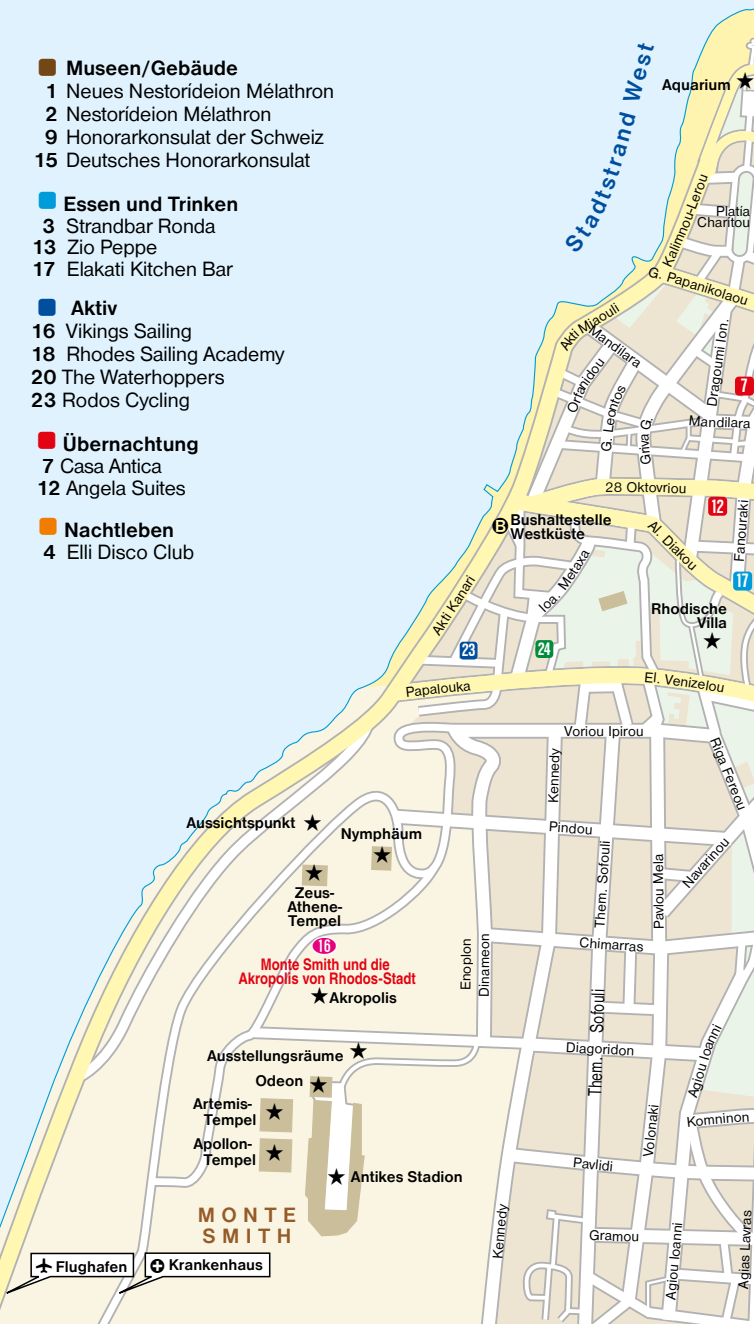 Museen/Gebäude
1 Neues Nestorídeion Mélathron
2 Nestorídeion Mélathron
9 Honorarkonsulat der Schweiz
15 Deutsches Honorarkonsulat
Essen und Trinken
3 Strandbar Ronda
13 Zio Peppe
17 Elakati Kitchen Bar
Aktiv
16 Vikings Sailing
18 Rhodes Sailing Academy
20 The Waterhoppers
23 Rodos Cycling
Übernachtung
7 Casa Antica
12 Angela Suites
Nachtleben
4 Elli Disco Club
Stadtstrand West
Aquarium
Kalimnou-Lerou
Platía
Charítou
G. Papanikolaou
Akti Miaouli
Mandilara
Orfanidou
G. Leontos
Griva G.
Dragoumi Ion.
7
Mandilara
28 Oktovriou
12
Fanouraki
B
Bushaltestelle
Westküste
Al. Diakou
17
Akti Kanari
Ioa. Metaxa
Rhodische
Villa
23
24
Papalouka
El. Venizelou
Voriou Ipirou
Kennedy
Riga Fereou
Aussichtspunkt
Nymphäum
Pindou
Them. Sofouli
Pavlou Mela
Navarinou
Zeus-
Athene-
Tempel
16
Monte Smith und die
Akropolis von Rhodos-Stadt
Akropolis
Enoplon
Dinameon
Chimarras
Them. Sofouli
Agiou Ioanni
Ausstellungsräume
Diagoridon
Odeon
Artemis-
Tempel
Apollon-
Tempel
Volonaki
Komninon
Antikes Stadion
Pavlidi
MONTE
SMITH
Kennedy
Gramou
Agiou Ioanni
Agias Lavras
Flughafen
Krankenhaus